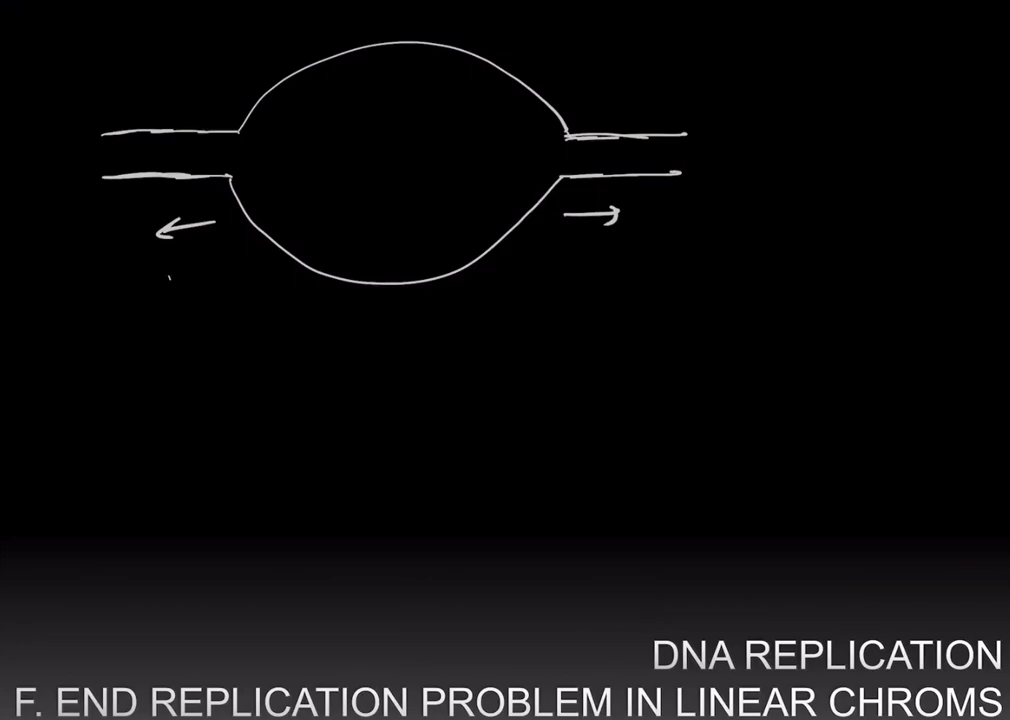 DNA REPLICATION
F. END REPLICATION PROBLEM IN LINEAR CHROMS